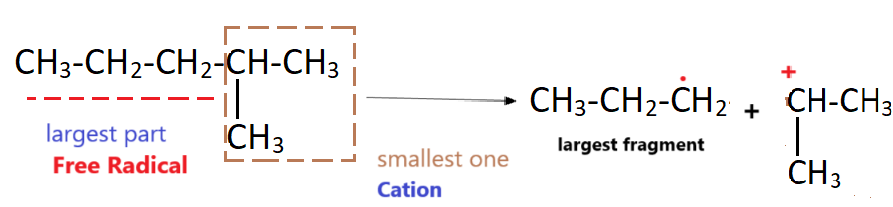 CH₃-CH₂-CH₂-CH-CH₃
CH₃
largest part
Free Radical
smallest one
Cation
CH₃-CH₂-ĊH₂ + ⁺CH-CH₃
largest fragment
CH₃